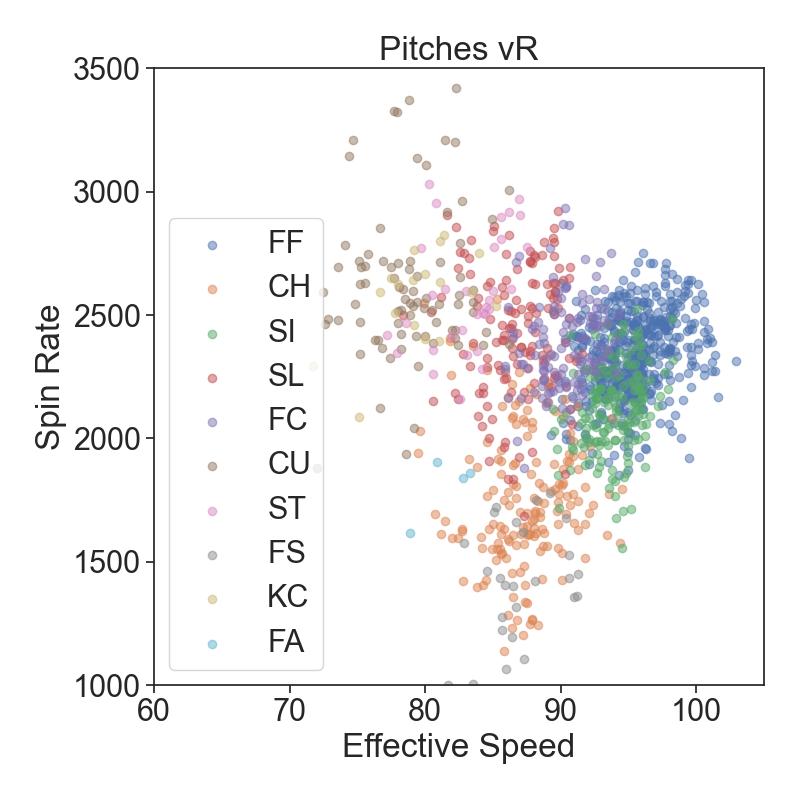 Pitches vR
3500
3000
2500
2000
1500
1000
Spin Rate
FF
CH
SI
SL
FC
CU
ST
FS
KC
FA
60 70 80 90 100
Effective Speed